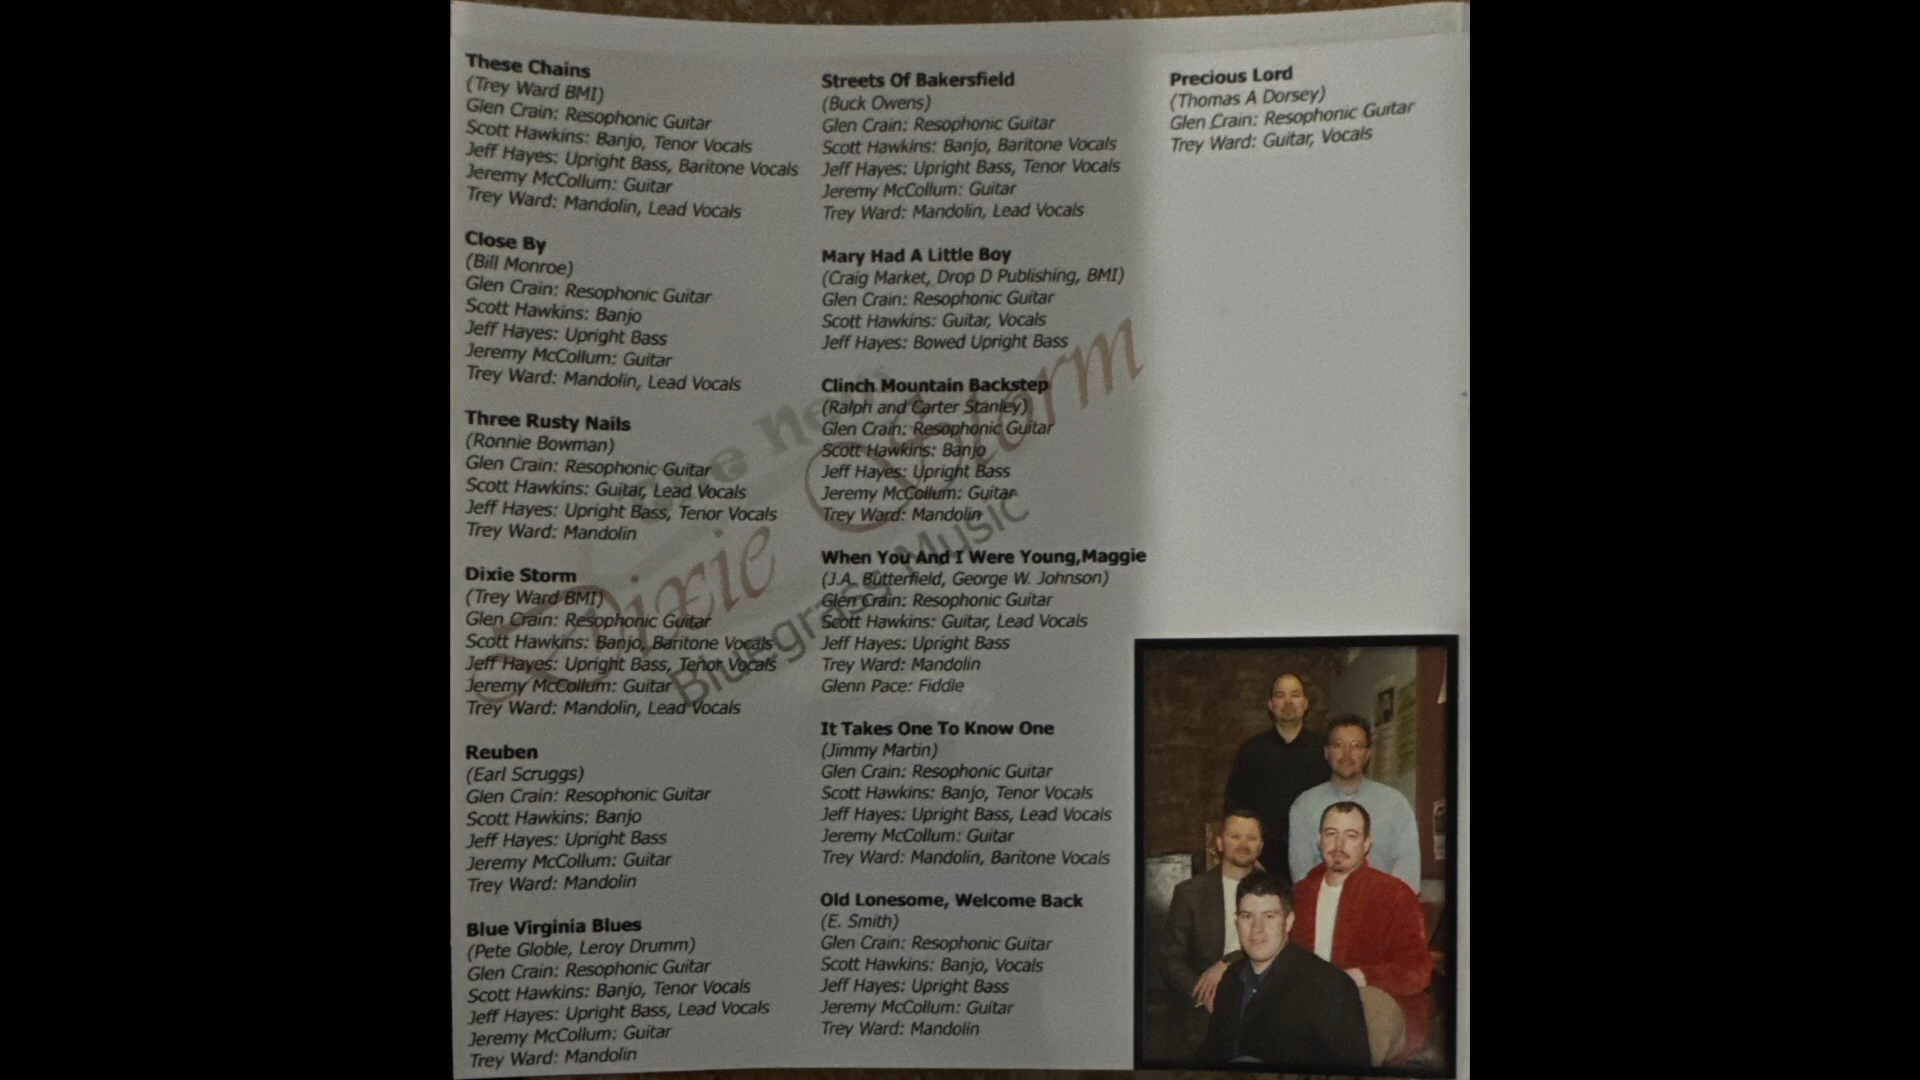 These Chains
(Trey Ward BMI)
Glen Crain: Resophonic Guitar
Scott Hawkins: Banjo, Tenor Vocals
Jeff Hayes: Upright Bass, Baritone Vocals
Jeremy McCollum: Guitar
Trey Ward: Mandolin, Lead Vocals
Close By
(Bill Monroe)
Glen Crain: Resophonic Guitar
Scott Hawkins: Banjo
Jeff Hayes: Upright Bass
Jeremy McCollum: Guitar
Trey Ward: Mandolin, Lead Vocals
Three Rusty Nails
(Ronnie Bowman)
Glen Crain: Resophonic Guitar
Scott Hawkins: Guitar, Lead Vocals
Jeff Hayes: Upright Bass, Tenor Vocals
Trey Ward: Mandolin
Dixie Storm
(Trey Ward BMI)
Glen Crain: Resophonic Guitar
Scott Hawkins: Banjo, Baritone Vocals
Jeff Hayes: Upright Bass, Tenor Vocals
Jeremy McCollum: Guitar
Trey Ward: Mandolin, Lead Vocals
Reuben
(Earl Scruggs)
Glen Crain: Resophonic Guitar
Scott Hawkins: Banjo
Jeff Hayes: Upright Bass
Jeremy McCollum: Guitar
Trey Ward: Mandolin
Blue Virginia Blues
(Pete Globle, Leroy Drumm)
Glen Crain: Resophonic Guitar
Scott Hawkins: Banjo, Tenor Vocals
Jeff Hayes: Upright Bass, Lead Vocals
Jeremy McCollum: Guitar
Trey Ward: Mandolin
Streets Of Bakersfield
(Buck Owens)
Glen Crain: Resophonic Guitar
Scott Hawkins: Banjo, Baritone Vocals
Jeff Hayes: Upright Bass, Tenor Vocals
Jeremy McCollum: Guitar
Trey Ward: Mandolin, Lead Vocals
Mary Had A Little Boy
(Craig Market, Drop D Publishing, BMI)
Glen Crain: Resophonic Guitar
Scott Hawkins: Guitar, Vocals
Jeff Hayes: Bowed Upright Bass
Clinch Mountain Backstep
(Ralph and Carter Stanley)
Glen Crain: Resophonic Guitar
Scott Hawkins: Banjo
Jeff Hayes: Upright Bass
Jeremy McCollum: Guitar
Trey Ward: Mandolin
When You And I Were Young,Maggie
(J.A. Butterfield, George W. Johnson)
Glen Crain: Resophonic Guitar
Scott Hawkins: Guitar, Lead Vocals
Jeff Hayes: Upright Bass
Trey Ward: Mandolin
Glenn Pace: Fiddle
It Takes One To Know One
(Jimmy Martin)
Glen Crain: Resophonic Guitar
Scott Hawkins: Banjo, Tenor Vocals
Jeff Hayes: Upright Bass, Lead Vocals
Jeremy McCollum: Guitar
Trey Ward: Mandolin, Baritone Vocals
Old Lonesome, Welcome Back
(E. Smith)
Glen Crain: Resophonic Guitar
Scott Hawkins: Banjo, Vocals
Jeff Hayes: Upright Bass
Jeremy McCollum: Guitar
Trey Ward: Mandolin
Precious Lord
(Thomas A Dorsey)
Glen Crain: Resophonic Guitar
Trey Ward: Guitar, Vocals
The New
Dixie Storm
Bluegrass Music